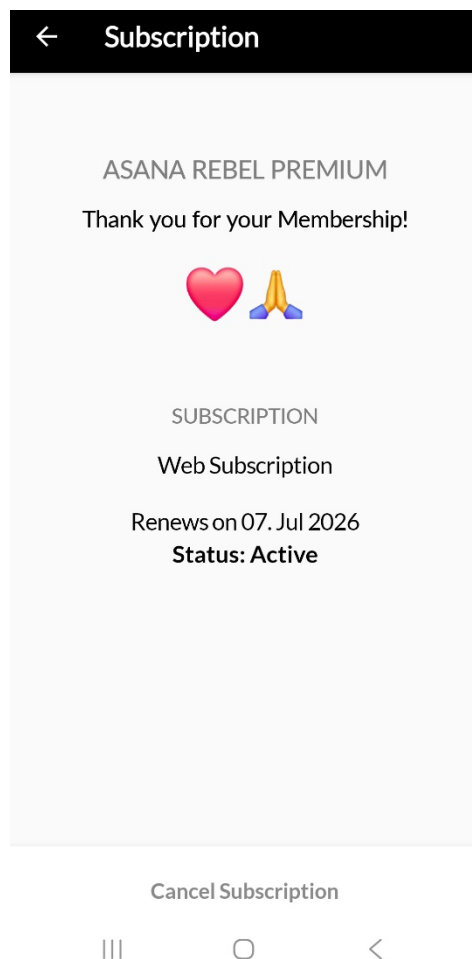 Subscription
ASANA REBEL PREMIUM
Thank you for your Membership!
SUBSCRIPTION
Web Subscription
Renews on 07. Jul 2026
Status: Active
Cancel Subscription